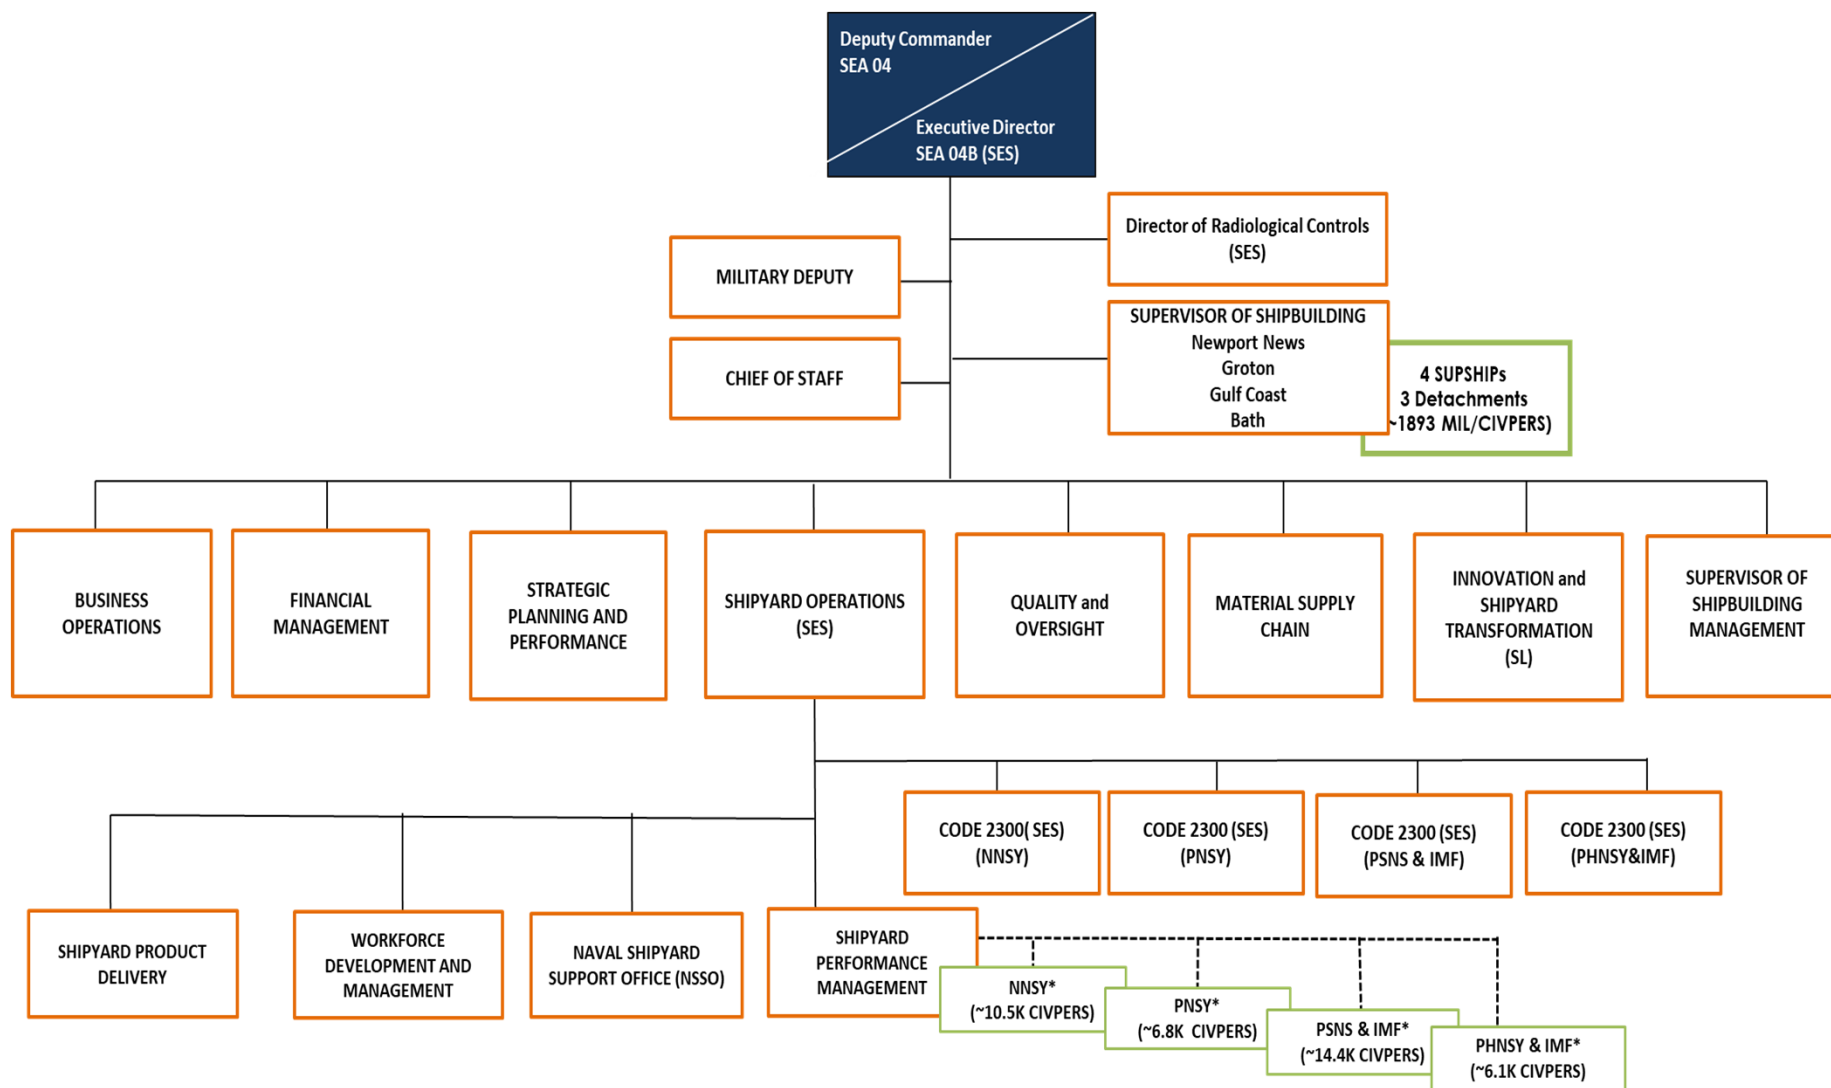 Deputy Commander
SEA 04
Executive Director
SEA 04B (SES)
Director of Radiological Controls
(SES)
MILITARY DEPUTY
SUPERVISOR OF SHIPBUILDING
Newport News
Groton
Gulf Coast
Bath
4 SUPSHIPs
3 Detachments
~1893 MIL/CIVPERS)
CHIEF OF STAFF
BUSINESS
OPERATIONS
FINANCIAL
MANAGEMENT
STRATEGIC
PLANNING AND
PERFORMANCE
SHIPYARD OPERATIONS
(SES)
QUALITY and
OVERSIGHT
MATERIAL SUPPLY
CHAIN
INNOVATION and
SHIPYARD
TRANSFORMATION
(SL)
SUPERVISOR OF
SHIPBUILDING
MANAGEMENT
CODE 2300( SES)
(NNSY)
CODE 2300 (SES)
(PNSY)
CODE 2300 (SES)
(PSNS & IMF)
CODE 2300 (SES)
(PHNSY&IMF)
SHIPYARD PRODUCT
DELIVERY
WORKFORCE
DEVELOPMENT AND
MANAGEMENT
NAVAL SHIPYARD
SUPPORT OFFICE (NSSO)
SHIPYARD
PERFORMANCE
MANAGEMENT
NNSY*
(~10.5K CIVPERS)
PNSY*
(~6.8K CIVPERS)
PSNS & IMF*
(~14.4K CIVPERS)
PHNSY & IMF*
(~6.1K CIVPERS)